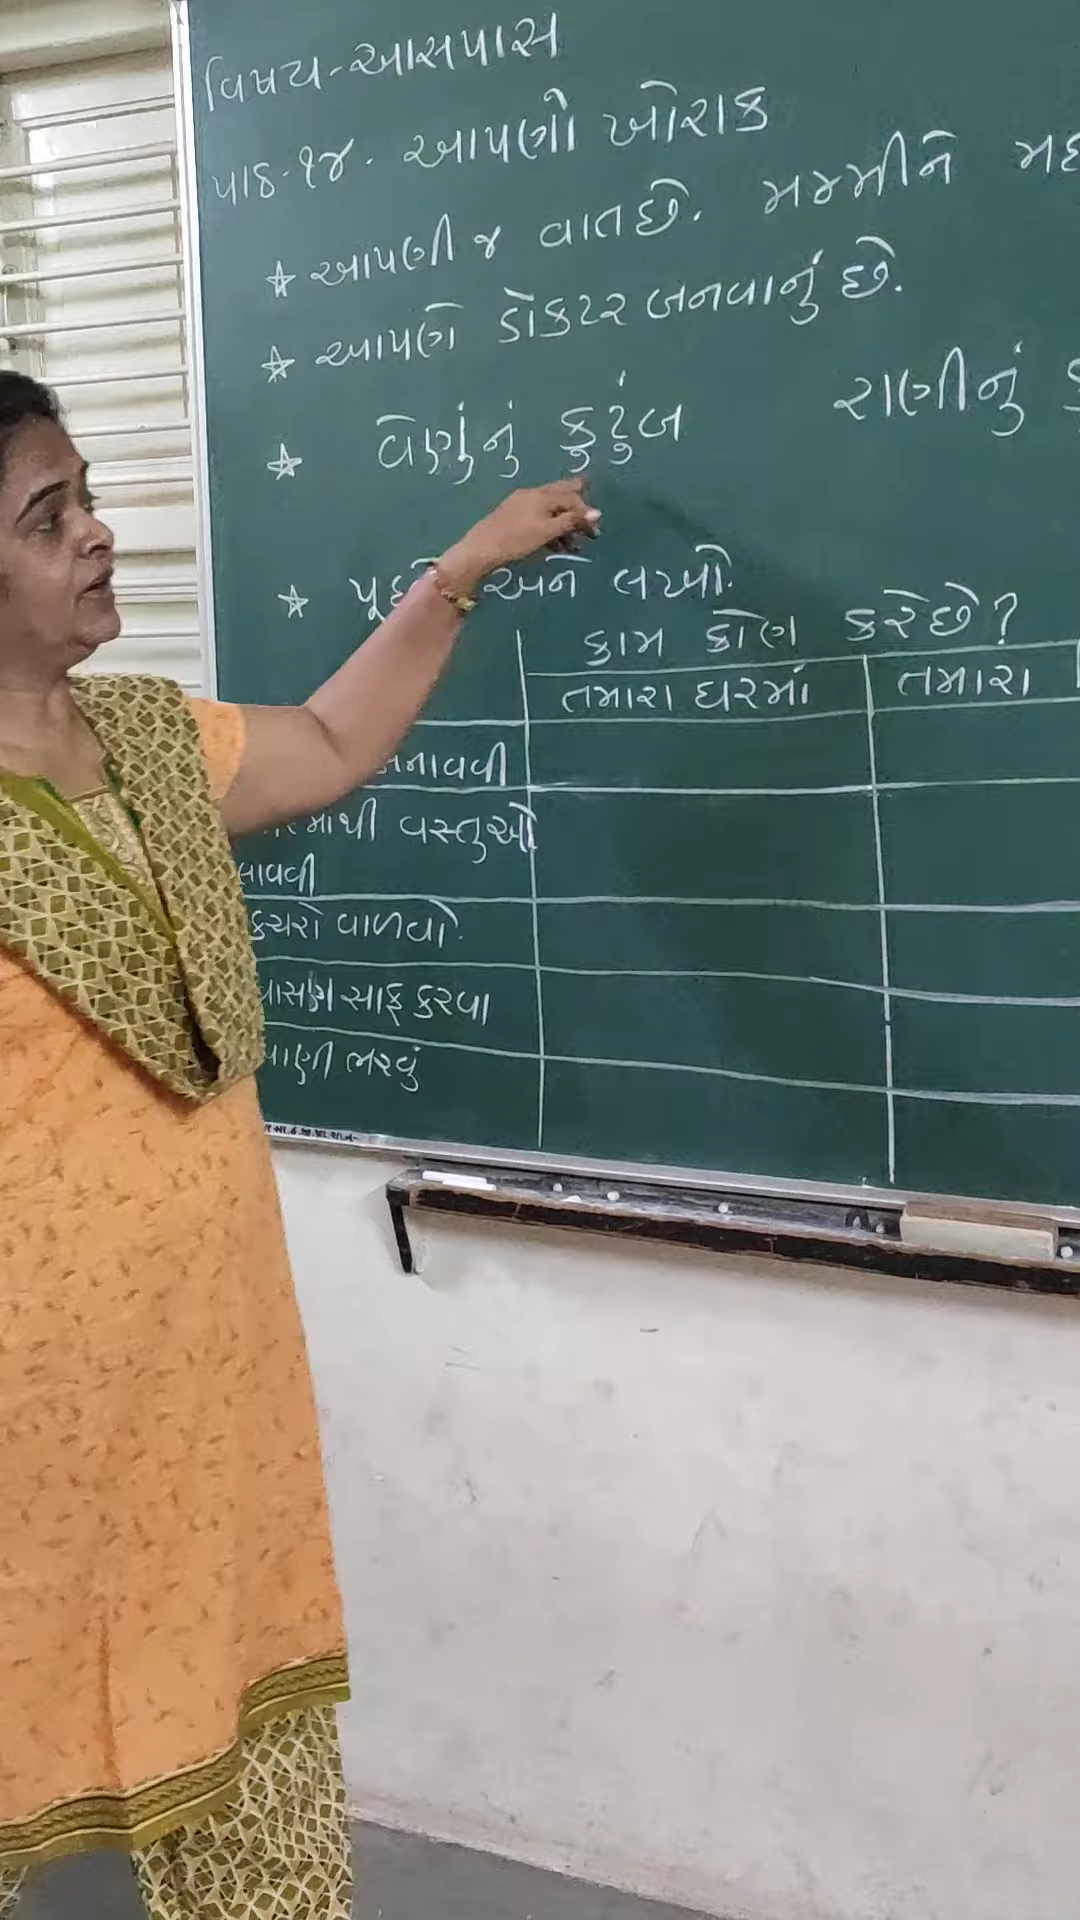 વિષય-આસપાસ
પાઠ-૧૪. આપણો ખોરાક
★ આપણી જ વાત છે. મમ્મીને
★ આપણે ડોકટર બનવાનું છે.
★ વેણુંનું કુટુંબ રાણીનું
★ અને લખો.
કામ કોણ કરેછે?
તમારા ઘરમાં તમારા
બનાવવી
વસ્તુઓ
લાવવી
કચરો વાળવો.
વાસણ સાફ કરવા
પાણી ભરવું